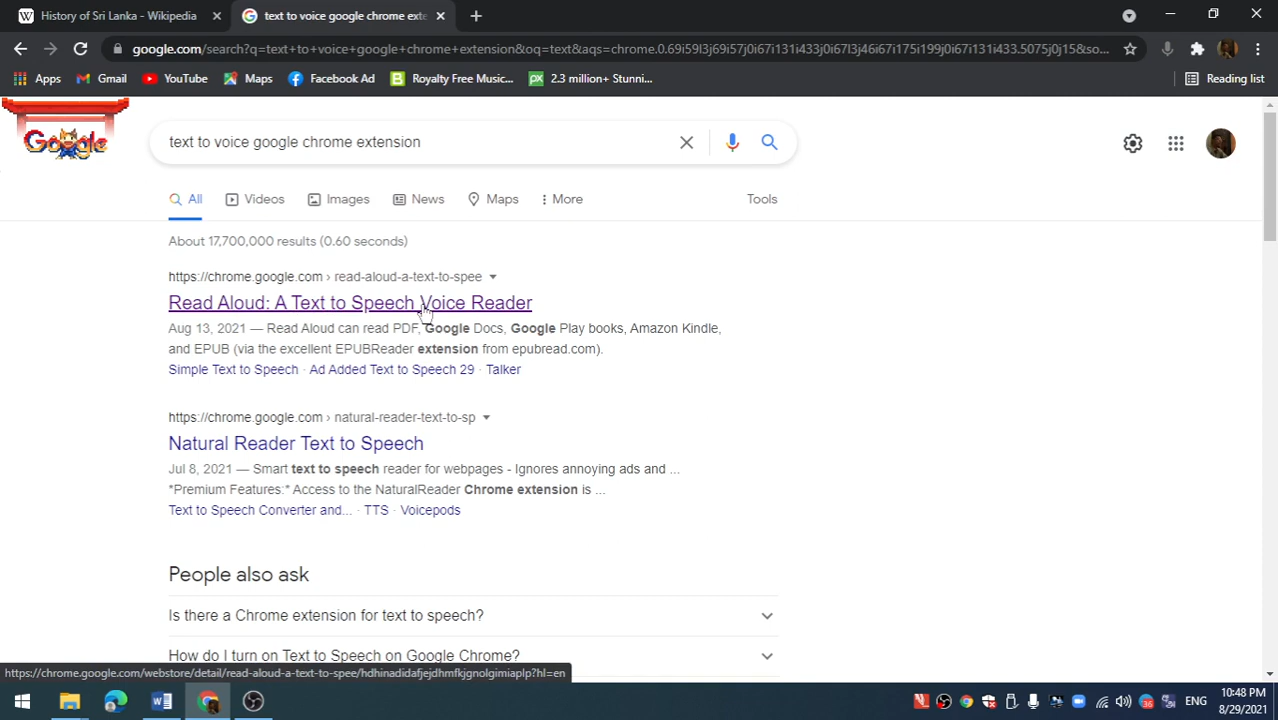 History of Sri Lanka - Wikipedia
text to voice google chrome exte
google.com/search?q=text+to+voice+google+chrome+extension&oq=text&aqs=chrome.0.69i59l3j69i57j0i67i131i433j0i67l3j46i67i175i199j0i67i131i433.5075j0j15&so...
Apps
Gmail
YouTube
Maps
Facebook Ad
Royalty Free Music...
2.3 million+ Stunni...
Reading list
Google
text to voice google chrome extension
All
Videos
Images
News
Maps
More
Tools
About 17,700,000 results (0.60 seconds)
https://chrome.google.com › read-aloud-a-text-to-spee
Read Aloud: A Text to Speech Voice Reader
Aug 13, 2021 — Read Aloud can read PDF, Google Docs, Google Play books, Amazon Kindle,
and EPUB (via the excellent EPUBReader extension from epubread.com).
Simple Text to Speech · Ad Added Text to Speech 29 · Talker
https://chrome.google.com › natural-reader-text-to-sp
Natural Reader Text to Speech
Jul 8, 2021 — Smart text to speech reader for webpages - Ignores annoying ads and ...
*Premium Features:* Access to the NaturalReader Chrome extension is ...
Text to Speech Converter and... · TTS · Voicepods
People also ask
Is there a Chrome extension for text to speech?
How do I turn on Text to Speech on Google Chrome?
https://chrome.google.com/webstore/detail/read-aloud-a-text-to-spee/hdhinadidafjejdhmfkjgnolgimiaplp?hl=en
ENG
10:48 PM
8/29/2021